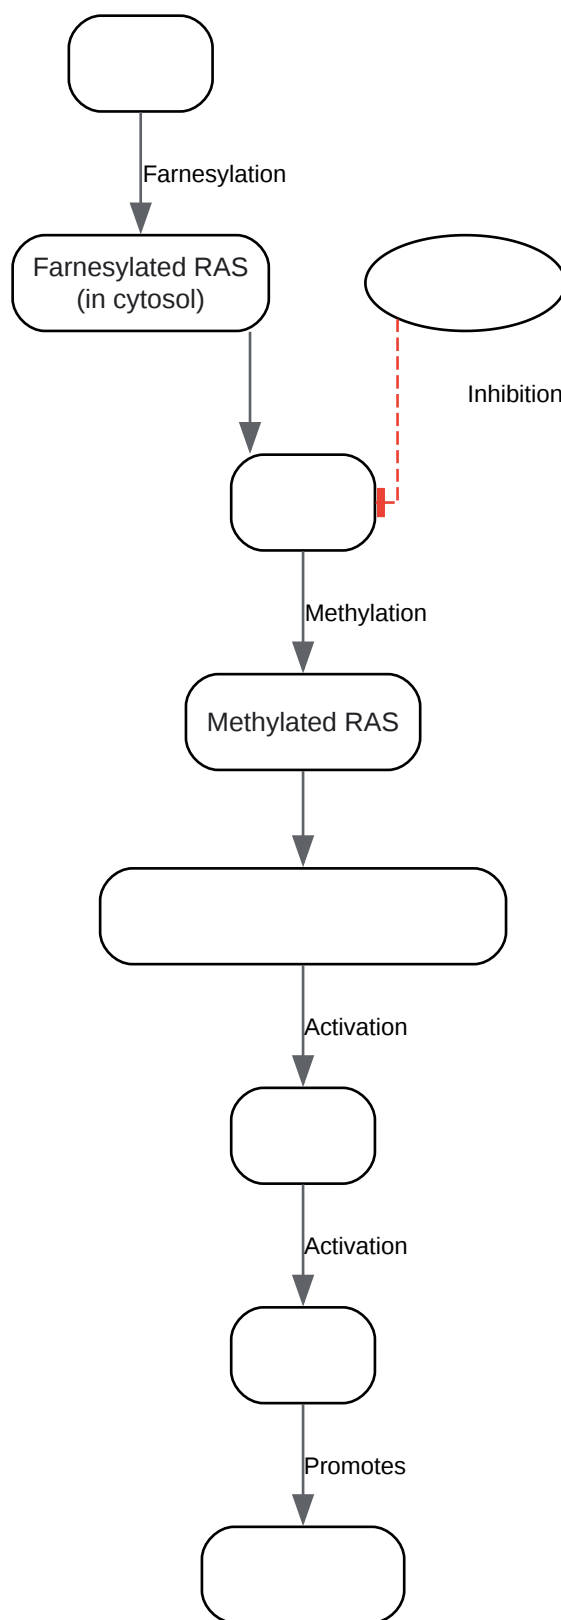 Farnesylation
Farnesylated RAS
(in cytosol)
Inhibition
Methylation
Methylated RAS
Activation
Activation
Promotes